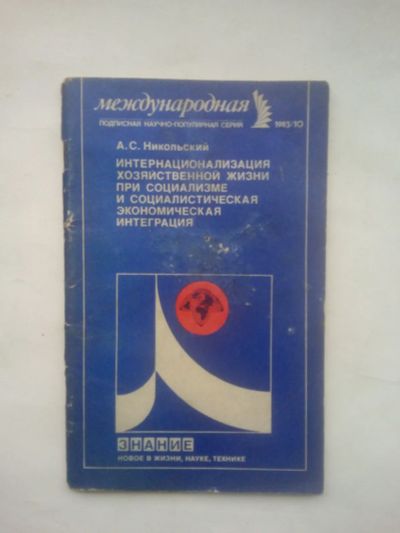 международная
ПОДПИСНАЯ НАУЧНО-ПОПУЛЯРНАЯ СЕРИЯ
1983/10
А.С. Никольский
ИНТЕРНАЦИОНАЛИЗАЦИЯ
ХОЗЯЙСТВЕННОЙ ЖИЗНИ
ПРИ СОЦИАЛИЗМЕ
И СОЦИАЛИСТИЧЕСКАЯ
ЭКОНОМИЧЕСКАЯ
ИНТЕГРАЦИЯ
ЗНАНИЕ
НОВОЕ В ЖИЗНИ, НАУКЕ, ТЕХНИКЕ